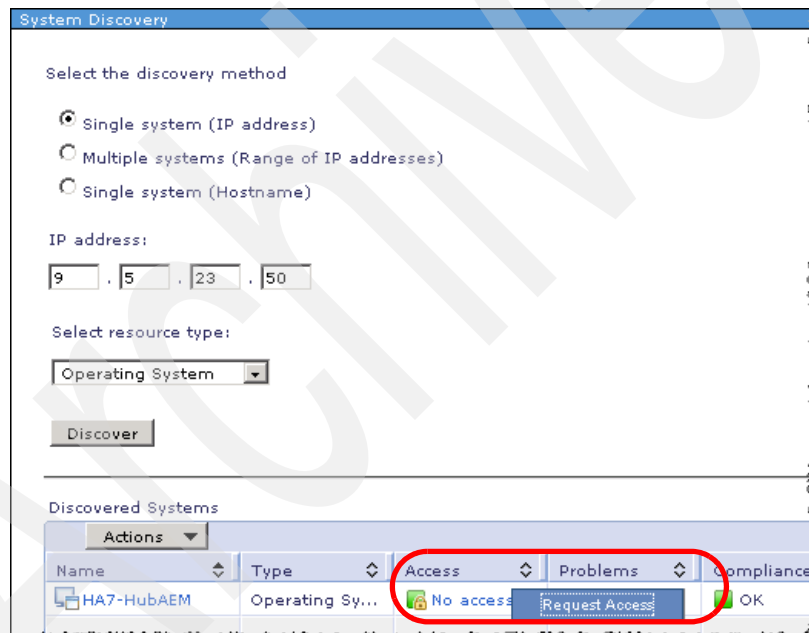 System Discovery
Select the discovery method
Single system (IP address)
Multiple systems (Range of IP addresses)
Single system (Hostname)
IP address:
9 . 5 . 23 . 50
Select resource type:
Operating System
Discover
Discovered Systems
Actions
Name Type Access Problems Compliance
HA7-HubAEM Operating Sy... No access Request Access OK